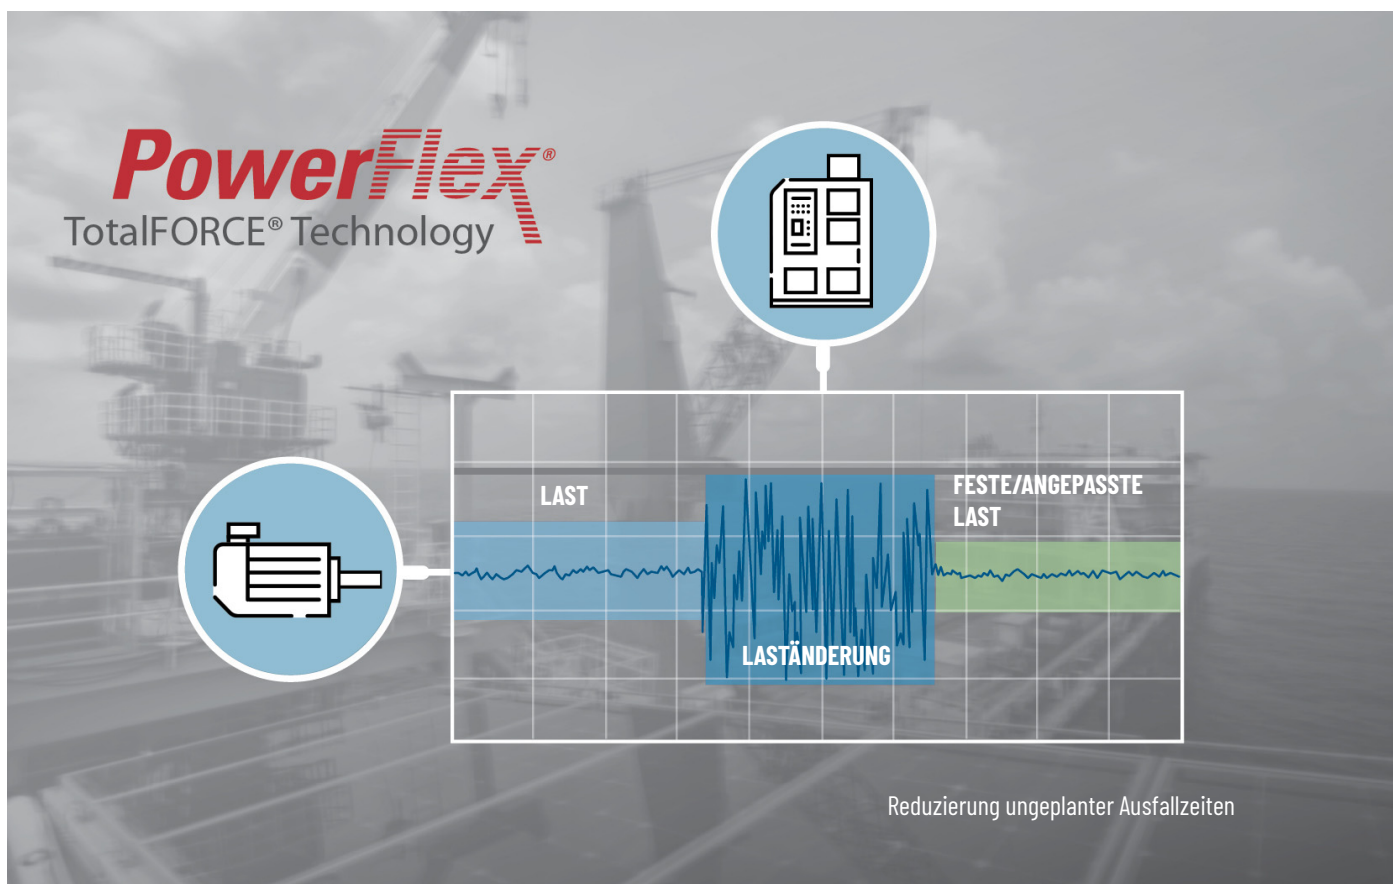 PowerFlex®
TotalFORCE® Technology
LAST
FESTE/ANGEPASSTE
LAST
LASTÄNDERUNG
Reduzierung ungeplanter Ausfallzeiten